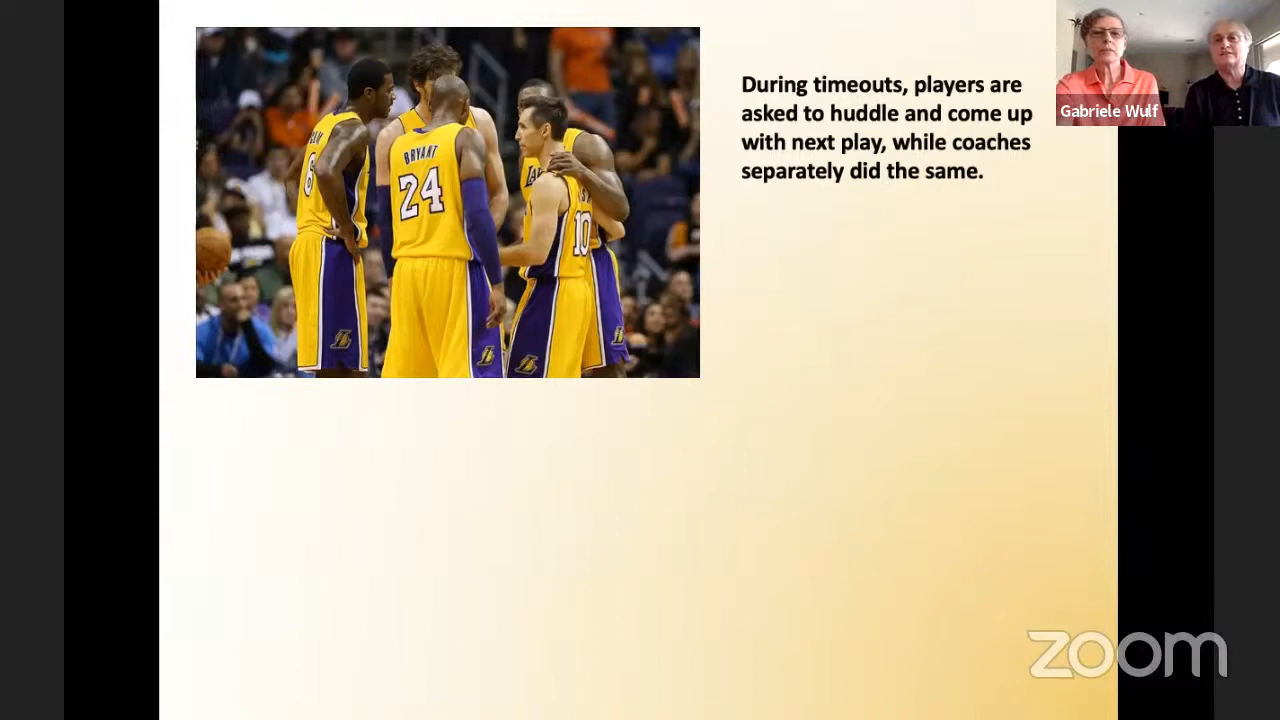 During timeouts, players are
asked to huddle and come up
with next play, while coaches
separately did the same.
Gabriele Wulf
BRYANT
24
6
10
zoom